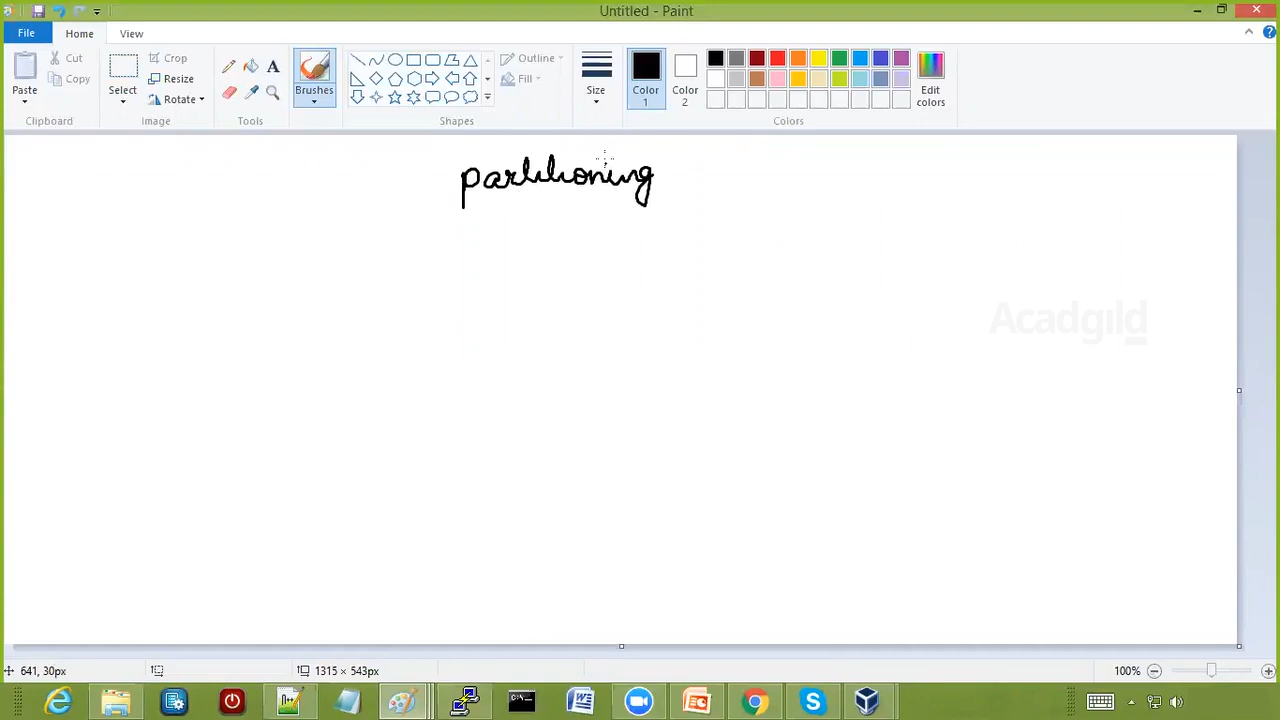 Untitled - Paint
File
Home
View
Paste
Cut
Copy
Clipboard
Select
Crop
Resize
Rotate
Image
Tools
Brushes
Shapes
Outline
Fill
Size
Color 1
Color 2
Edit colors
Colors
partitioning
Acadgild
641, 30px
1315 × 543px
100%